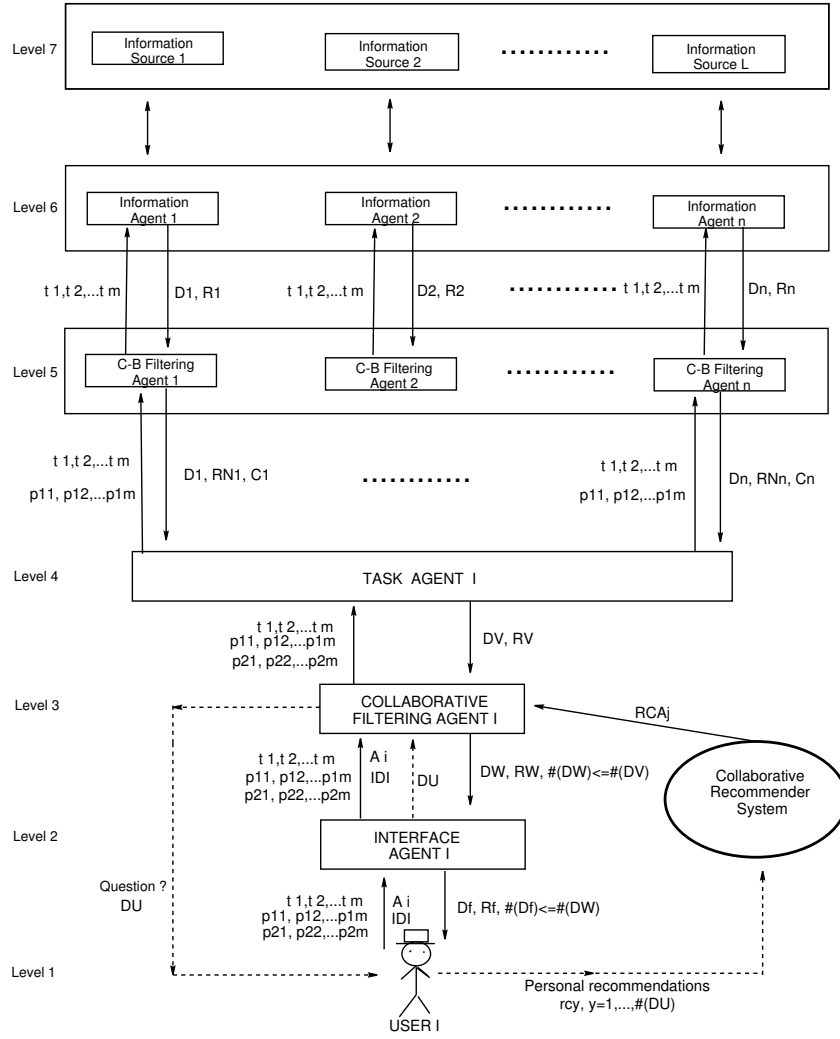 Level 7
Information
Source 1
Information
Source 2
Information
Source L
Level 6
Information
Agent 1
Information
Agent 2
Information
Agent n
t 1,t 2,...t m
D1, R1
t 1,t 2,...t m
D2, R2
t 1,t 2,...t m
Dn, Rn
Level 5
C-B Filtering
Agent 1
C-B Filtering
Agent 2
C-B Filtering
Agent n
t 1,t 2,...t m
p11, p12,...p1m
D1, RN1, C1
t 1,t 2,...t m
p11, p12,...p1m
Dn, RNn, Cn
Level 4
TASK AGENT I
t 1,t 2,...t m
p11, p12,...p1m
p21, p22,...p2m
DV, RV
Level 3
COLLABORATIVE
FILTERING AGENT I
RCAj
t 1,t 2,...t m
p11, p12,...p1m
p21, p22,...p2m
A i
IDI
DU
DW, RW, #(DW)<=#(DV)
Collaborative
Recommender
System
Level 2
INTERFACE
AGENT I
Question ?
DU
t 1,t 2,...t m
p11, p12,...p1m
p21, p22,...p2m
A i
IDI
Df, Rf, #(Df)<=#(DW)
Level 1
Personal recommendations
rcy, y=1,...,#(DU)
USER I